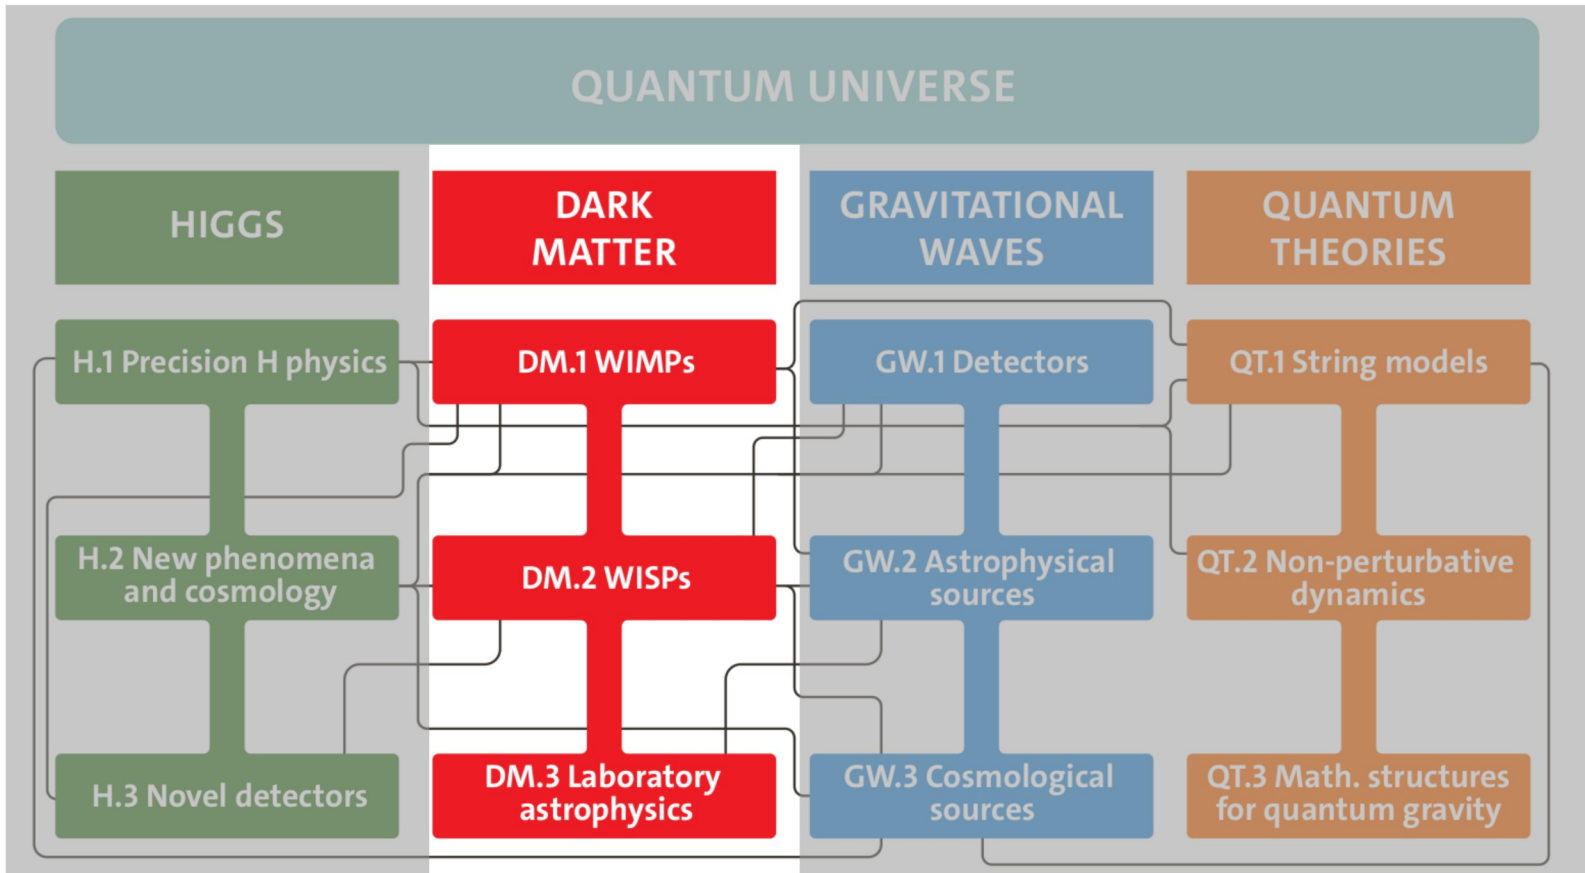 QUANTUM UNIVERSE
HIGGS
DARK
MATTER
GRAVITATIONAL
WAVES
QUANTUM
THEORIES
H.1 Precision H physics
DM.1 WIMPs
GW.1 Detectors
QT.1 String models
H.2 New phenomena
and cosmology
DM.2 WISPs
GW.2 Astrophysical
sources
QT.2 Non-perturbative
dynamics
H.3 Novel detectors
DM.3 Laboratory
astrophysics
GW.3 Cosmological
sources
QT.3 Math. structures
for quantum gravity